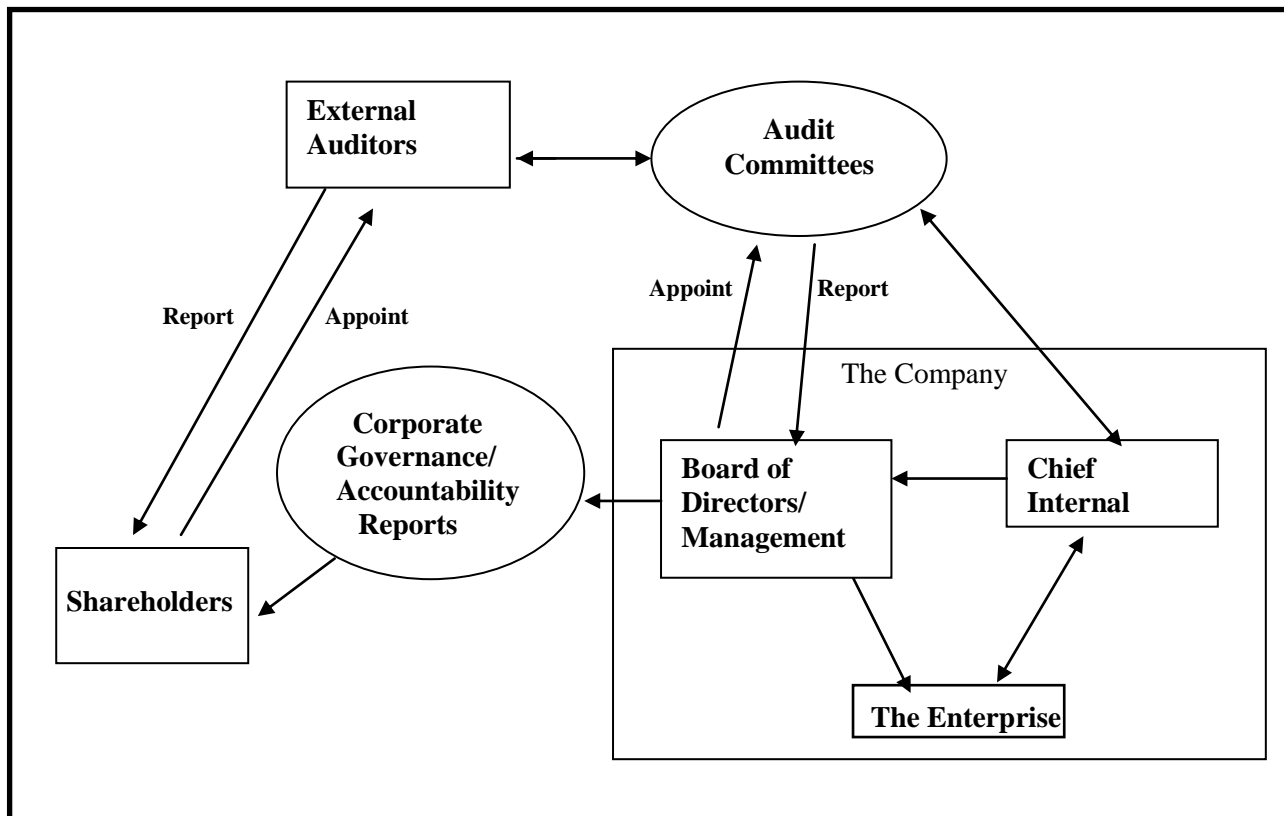 External
Auditors
Audit
Committees
Report
Appoint
Appoint
Report
The Company
Corporate
Governance/
Accountability
Reports
Board of
Directors/
Management
Chief
Internal
Shareholders
The Enterprise